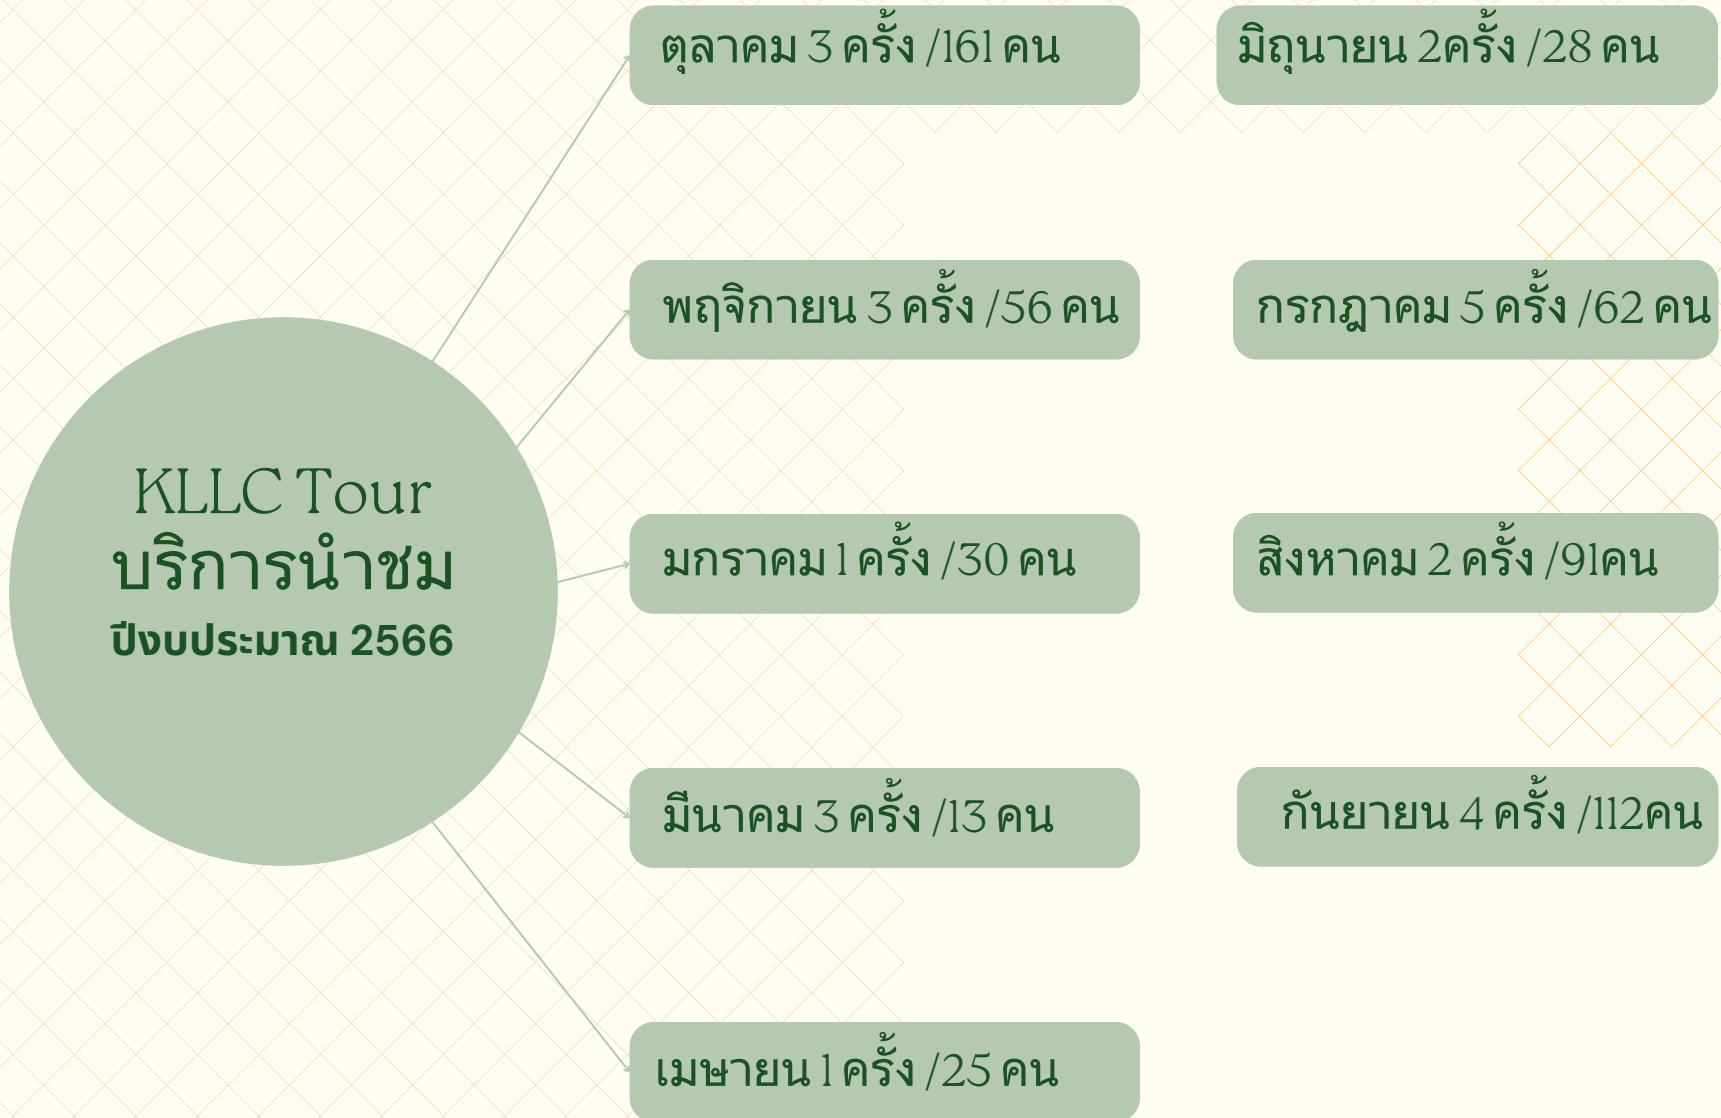 KLLC Tour
บริการนำชม
ปีงบประมาณ 2566
ตุลาคม 3 ครั้ง /161 คน
พฤจิกายน 3 ครั้ง /56 คน
มกราคม 1 ครั้ง /30 คน
มีนาคม 3 ครั้ง /13 คน
เมษายน 1 ครั้ง /25 คน
มิถุนายน 2ครั้ง /28 คน
กรกฎาคม 5 ครั้ง /62 คน
สิงหาคม 2 ครั้ง /91คน
กันยายน 4 ครั้ง /112คน